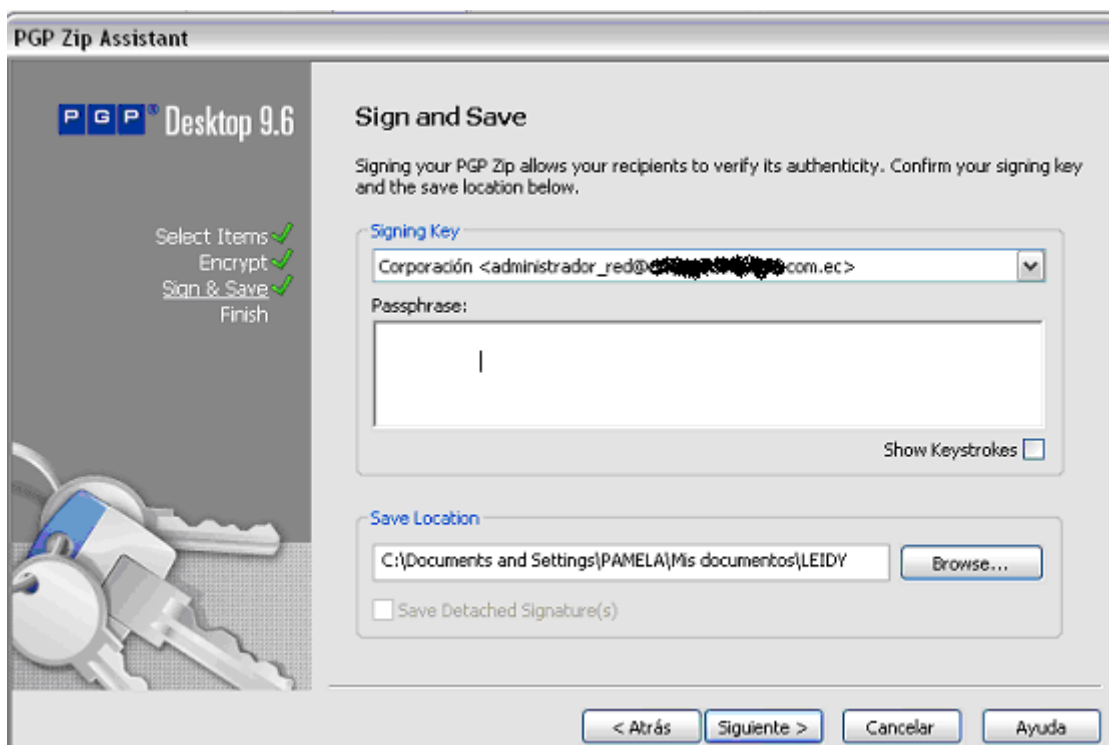 PGP Zip Assistant
PGP® Desktop 9.6
Select Items
Encrypt
Sign & Save
Finish
Sign and Save
Signing your PGP Zip allows your recipients to verify its authenticity. Confirm your signing key
and the save location below.
Signing Key
Corporación <administrador_red@ com.ec>
Passphrase:
Show Keystrokes
Save Location
C:\Documents and Settings\PAMELA\Mis documentos\LEIDY
Browse...
Save Detached Signature(s)
< Atrás
Siguiente >
Cancelar
Ayuda